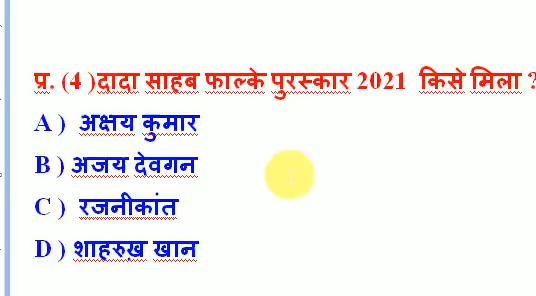 प्र. (4 )दादा साहब फाल्के पुरस्कार 2021 किसे मिला ?
A ) अक्षय कुमार
B ) अजय देवगन
C ) रजनीकांत
D ) शाहरुख़ खान